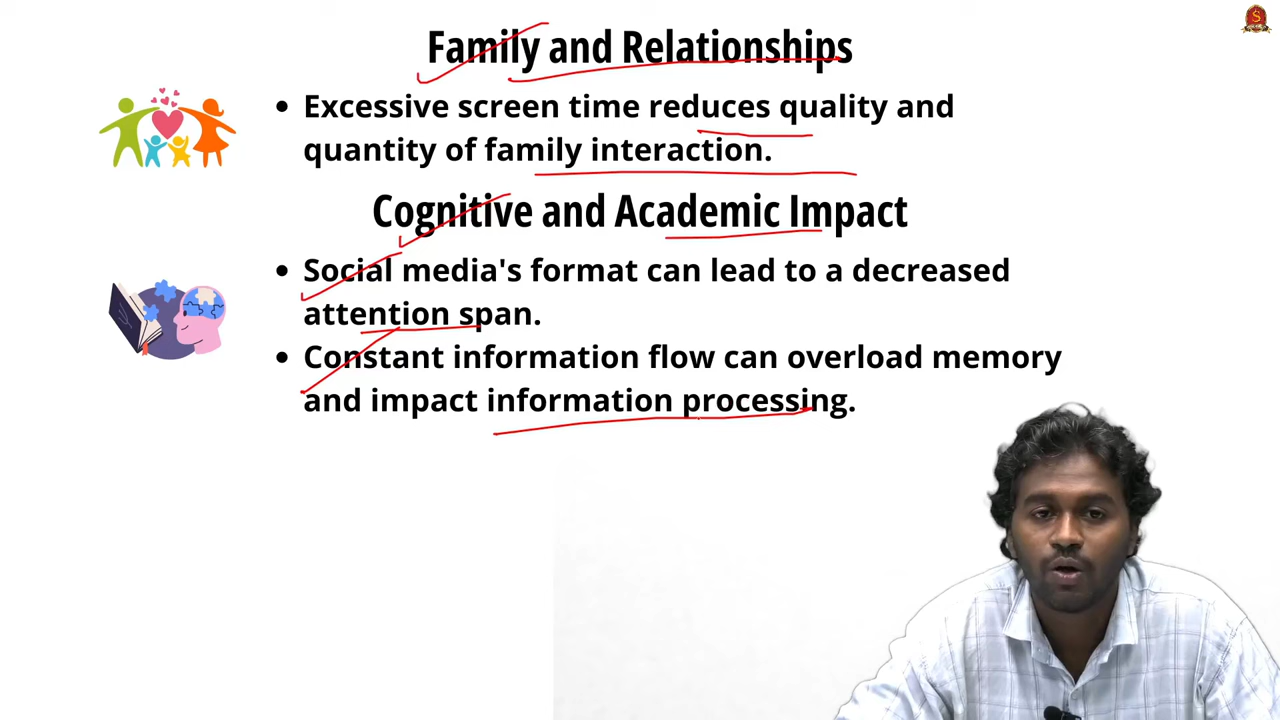 Family and Relationships
• Excessive screen time reduces quality and
quantity of family interaction.
Cognitive and Academic Impact
• Social media's format can lead to a decreased
attention span.
• Constant information flow can overload memory
and impact information processing.